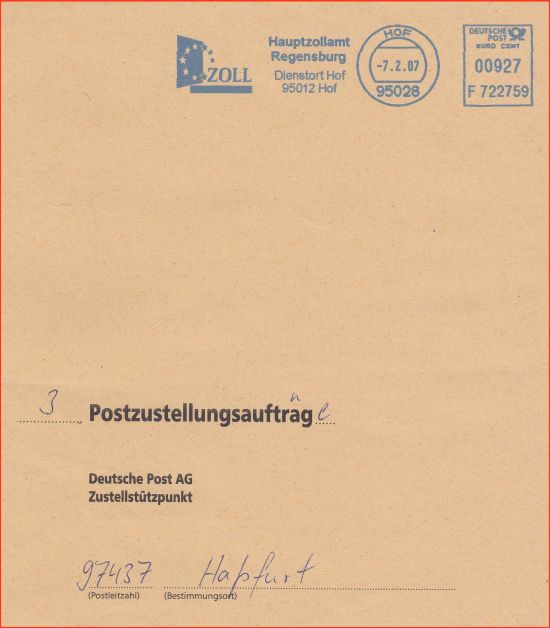 ZOLL
Hauptzollamt
Regensburg
Dienstort Hof
95012 Hof
HOF
-7.2.07
95028
DEUTSCHE
POST
EURO CENT
00927
F 722759
3 Postzustellungsaufträge
Deutsche Post AG
Zustellstützpunkt
97437 Haßfurt
(Postleitzahl) (Bestimmungsort)